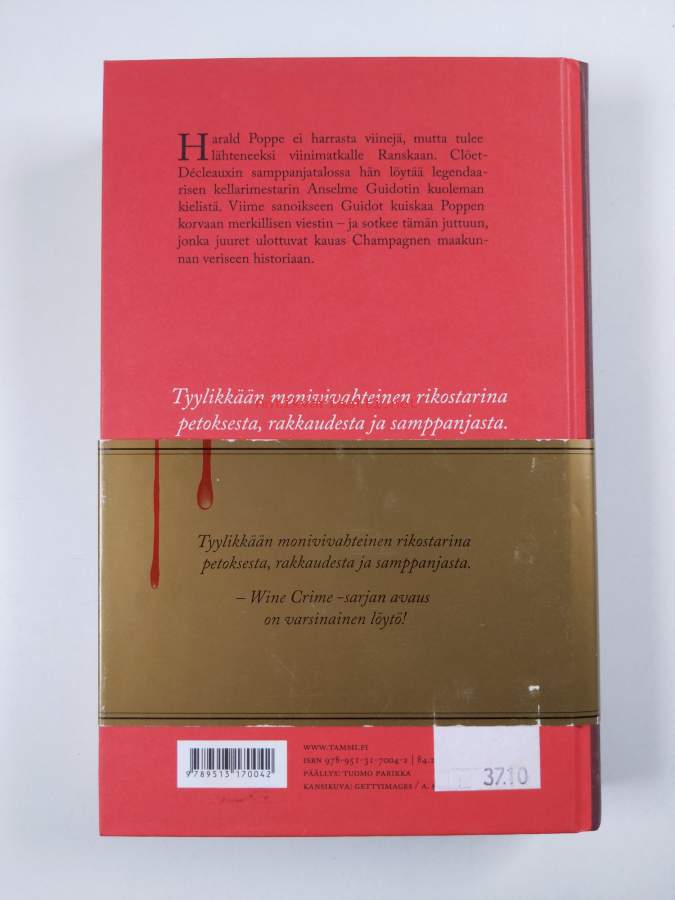 Harald Poppe ei harrasta viinejä, mutta tulee
lähteneeksi viinimatkalle Ranskaan. Clöet-
Décleauxin samppanjatalossa hän löytää legendaa-
risen kellarimestarin Anselme Guidotin kuoleman
kielistä. Viime sanoikseen Guidot kuiskaa Poppen
korvaan merkillisen viestin – ja sotkee tämän juttuun,
jonka juuret ulottuvat kauas Champagnen maakun-
nan veriseen historiaan.
Tyylikkään monivivahteinen rikostarina
petoksesta, rakkaudesta ja samppanjasta.
Tyylikkään monivivahteinen rikostarina
petoksesta, rakkaudesta ja samppanjasta.
– Wine Crime -sarjan avaus
on varsinainen löytö!
WWW.TAMMI.FI
ISBN 978-951-31-7004-2 | 84.2
PÄÄLLYS: TUOMO PARIKKA
KANSIKUVA: GETTYIMAGES / A.
9789513170042
37.10